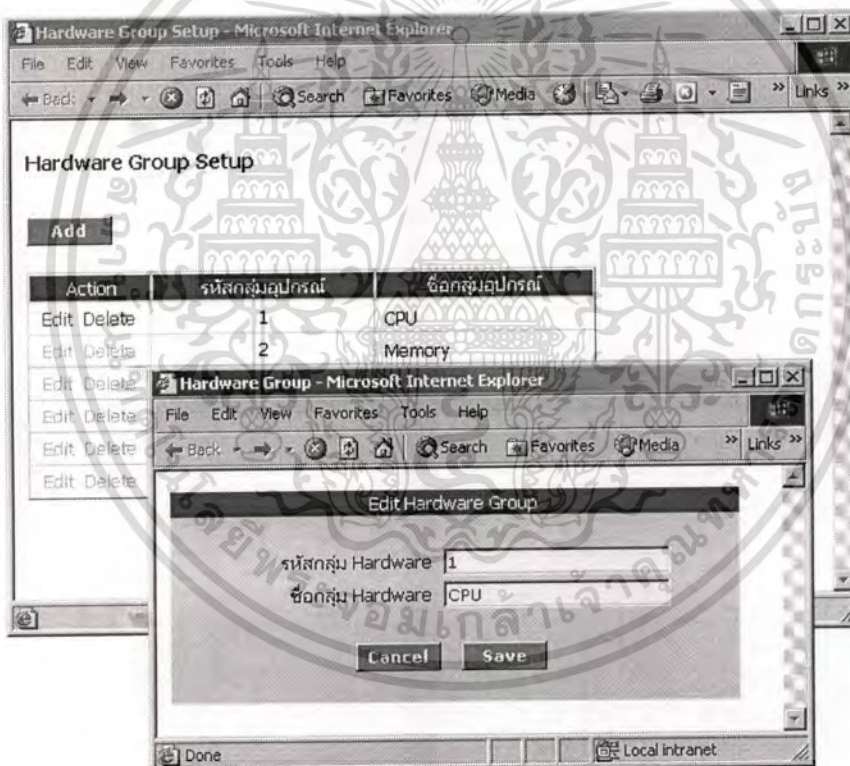 Hardware Group Setup - Microsoft Internet Explorer
File Edit View Favorites Tools Help
Back Search Favorites Media » Links »
Hardware Group Setup
Add
Action รหัสกลุ่มอุปกรณ์ ชื่อกลุ่มอุปกรณ์
Edit Delete 1 CPU
Edit Delete 2 Memory
Edit Delete
Edit Delete
Edit Delete
Edit Delete
Hardware Group - Microsoft Internet Explorer
File Edit View Favorites Tools Help
Back Search Favorites Media » Links »
Edit Hardware Group
รหัสกลุ่ม Hardware 1
ชื่อกลุ่ม Hardware CPU
Cancel Save
Done Local intranet